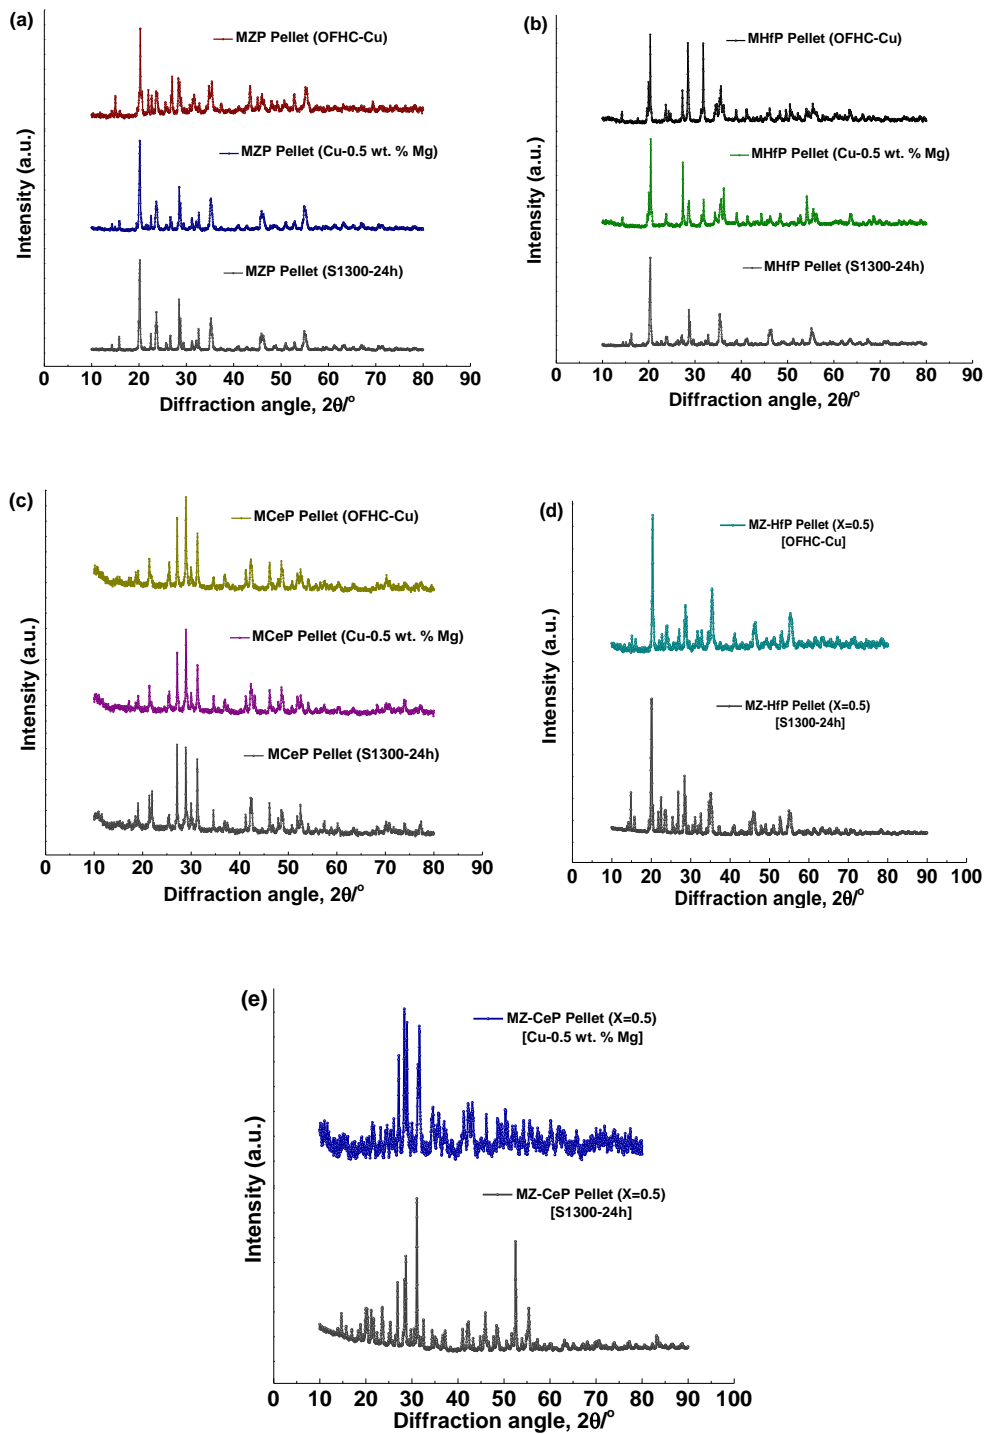 (a)
MZP Pellet (OFHC-Cu)
MZP Pellet (Cu-0.5 wt. % Mg)
MZP Pellet (S1300-24h)
Intensity (a.u.)
0 10 20 30 40 50 60 70 80 90
Diffraction angle, 2θ/°
(b)
MHfP Pellet (OFHC-Cu)
MHfP Pellet (Cu-0.5 wt. % Mg)
MHfP Pellet (S1300-24h)
Intensity (a.u.)
0 10 20 30 40 50 60 70 80 90
Diffraction angle, 2θ/°
(c)
MCeP Pellet (OFHC-Cu)
MCeP Pellet (Cu-0.5 wt. % Mg)
MCeP Pellet (S1300-24h)
Intensity (a.u.)
0 10 20 30 40 50 60 70 80 90
Diffraction angle, 2θ/°
(d)
MZ-HfP Pellet (X=0.5)
[OFHC-Cu]
MZ-HfP Pellet (X=0.5)
[S1300-24h]
Intensity (a.u.)
0 10 20 30 40 50 60 70 80 90 100
Diffraction angle, 2θ/°
(e)
MZ-CeP Pellet (X=0.5)
[Cu-0.5 wt. % Mg]
MZ-CeP Pellet (X=0.5)
[S1300-24h]
Intensity (a.u.)
0 10 20 30 40 50 60 70 80 90 100
Diffraction angle, 2θ/°